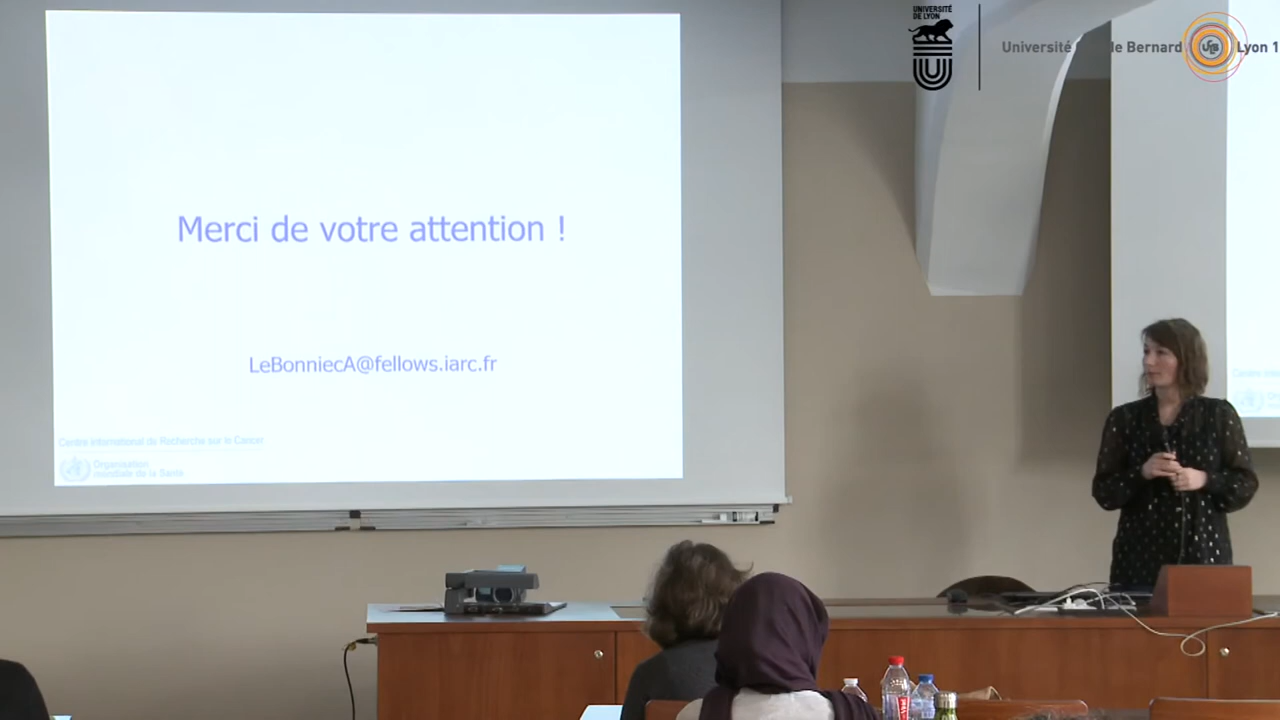 UNIVERSITÉ
DE LYON
Université
le Bernard
Lyon 1
Merci de votre attention !
LeBonniecA@fellows.iarc.fr
Centre international de Recherche sur le Cancer
Organisation
mondiale de la Santé